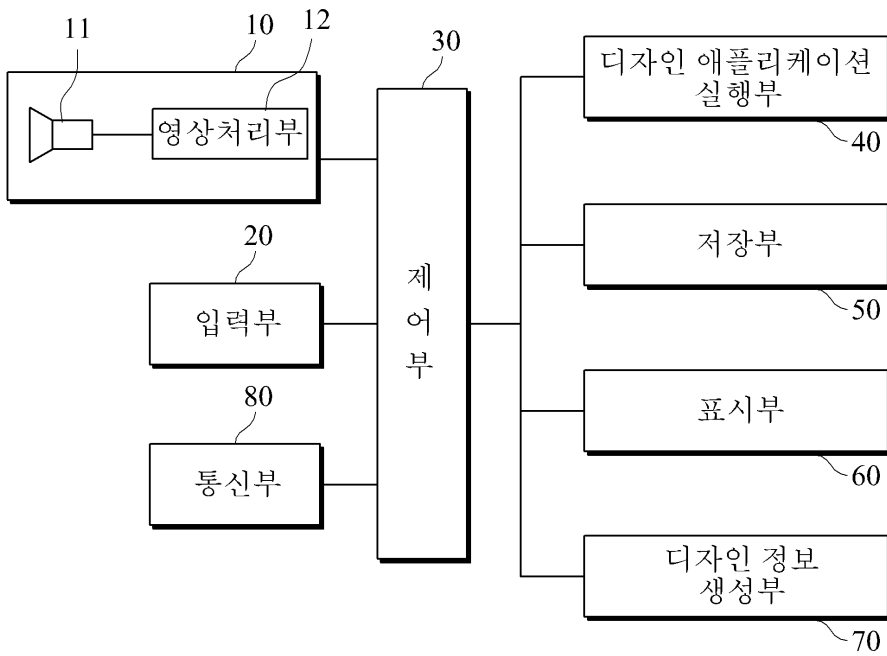 11
10
12
영상처리부
20
입력부
80
통신부
30
제
어
부
디자인 애플리케이션
실행부
40
저장부
50
표시부
60
디자인 정보
생성부
70